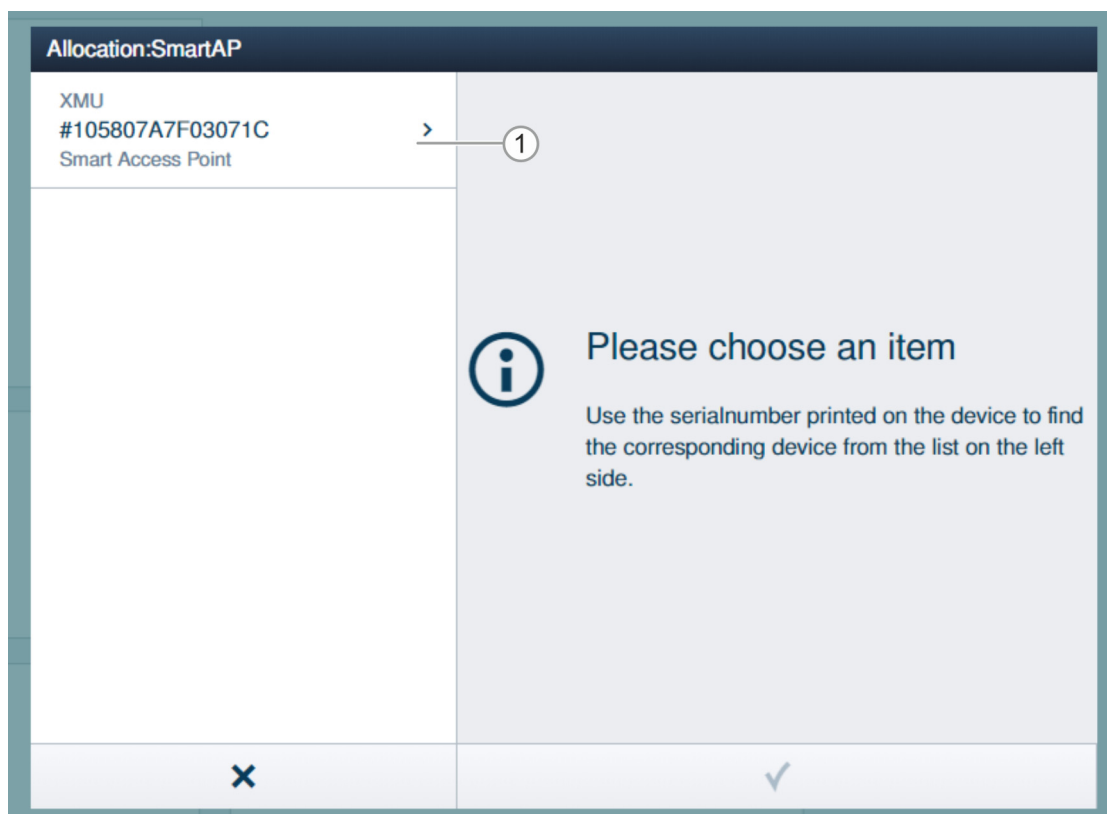 Allocation:SmartAP
XMU
#105807A7F03071C
Smart Access Point
1
Please choose an item
Use the serialnumber printed on the device to find
the corresponding device from the list on the left
side.